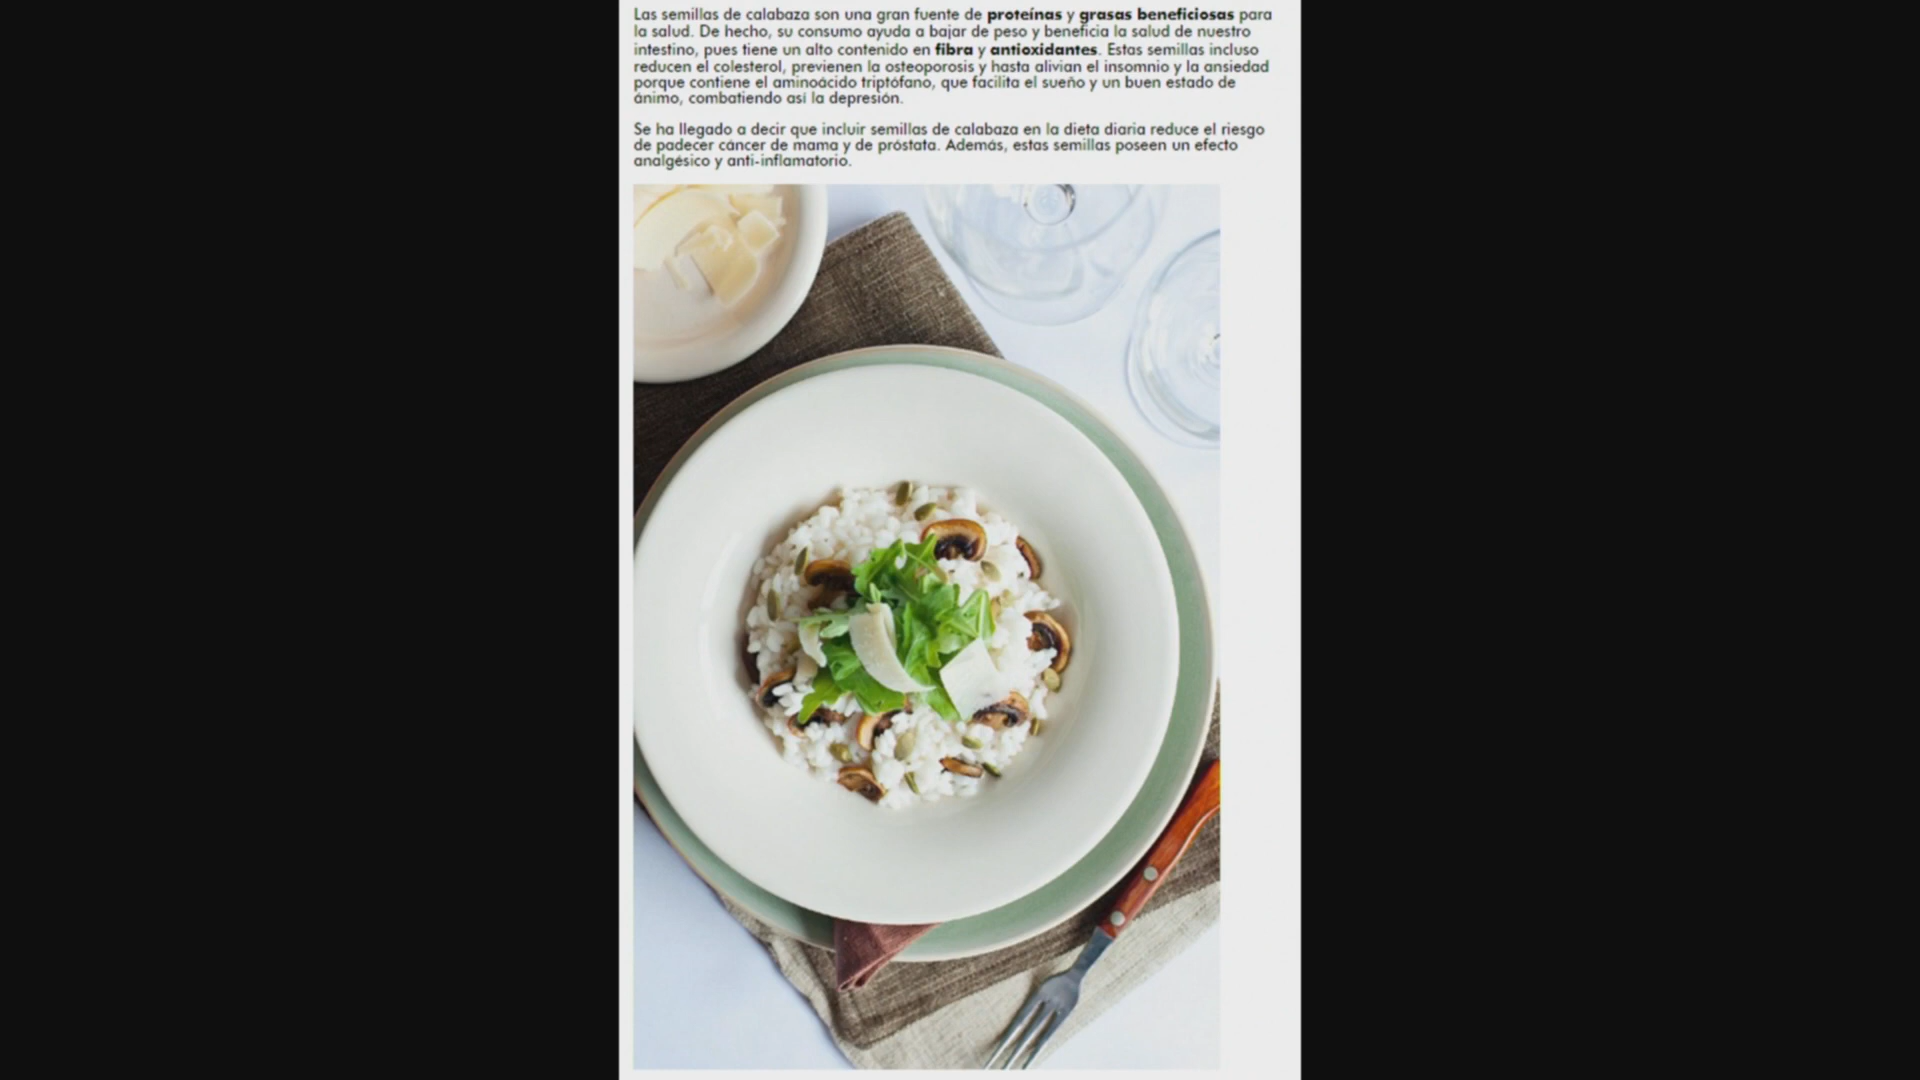 Las semillas de calabaza son una gran fuente de proteínas y grasas beneficiosas para
la salud. De hecho, su consumo ayuda a bajar de peso y beneficia la salud de nuestro
intestino, pues tiene un alto contenido en fibra y antioxidantes. Estas semillas incluso
reducen el colesterol, previenen la osteoporosis y hasta alivian el insomnio y la ansiedad
porque contiene el aminoácido triptófano, que facilita el sueño y un buen estado de
ánimo, combatiendo así la depresión.
Se ha llegado a decir que incluir semillas de calabaza en la dieta diaria reduce el riesgo
de padecer cáncer de mama y de próstata. Además, estas semillas poseen un efecto
analgésico y anti-inflamatorio.